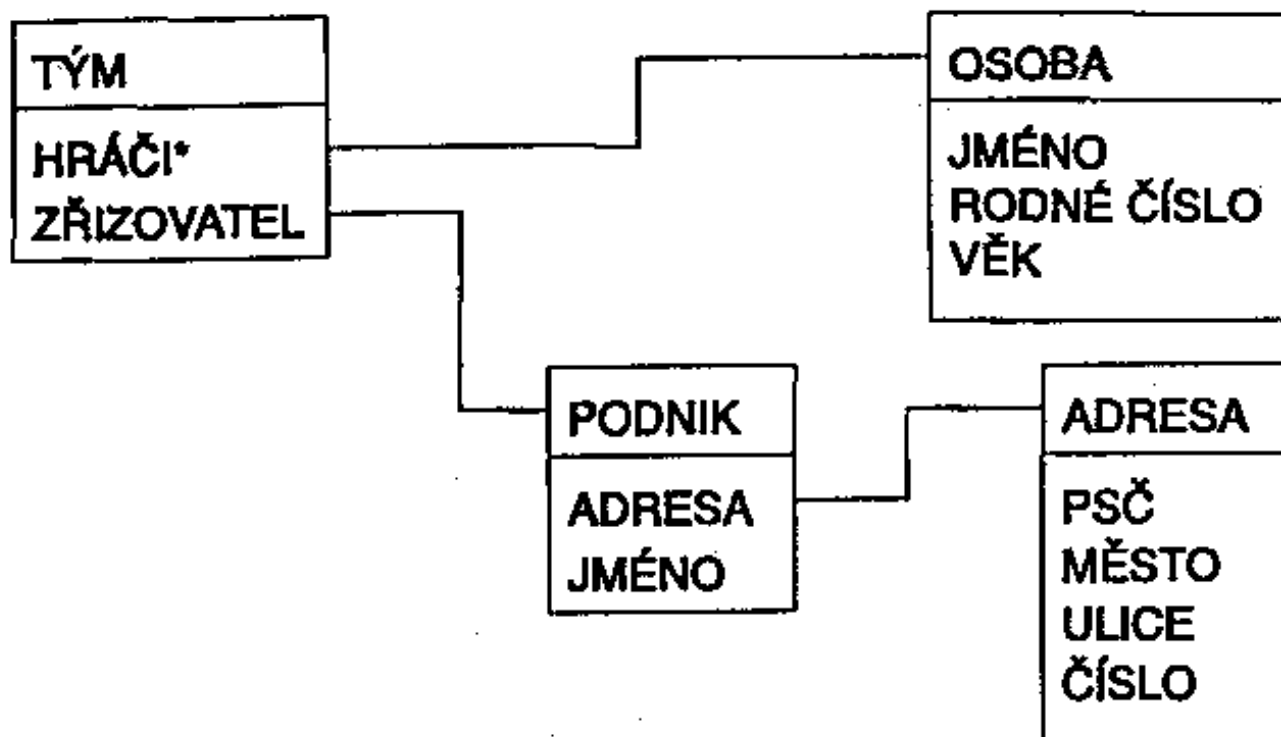 TÝM
HRÁČI*
ZŘIZOVATEL
OSOBA
JMÉNO
RODNÉ ČÍSLO
VĚK
PODNIK
ADRESA
JMÉNO
ADRESA
PSČ
MĚSTO
ULICE
ČÍSLO